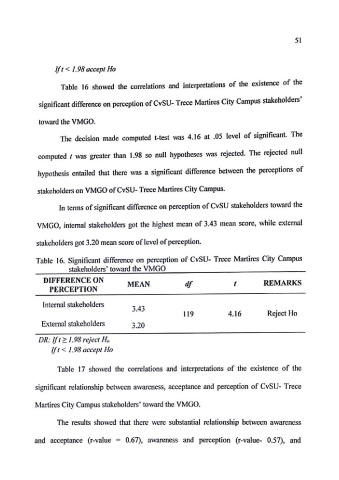 51
If t < 1.98 accept Ho
Table 16 showed the correlations and interpretations of the existence of the
significant difference on perception of CvSU- Trece Martires City Campus stakeholders'
toward the VMGO.
The decision made computed t-test was 4.16 at .05 level of significant. The
computed t was greater than 1.98 so null hypotheses was rejected. The rejected null
hypothesis entailed that there was a significant difference between the perceptions of
stakeholders on VMGO of CvSU- Trece Martires City Campus.
In terms of significant difference on perception of CvSU stakeholders toward the
VMGO, internal stakeholders got the highest mean of 3.43 mean score, while external
stakeholders got 3.20 mean score of level of perception.
Table 16. Significant difference on perception of CvSU- Trece Martires City Campus
stakeholders' toward the VMGO
DIFFERENCE ON PERCEPTION MEAN df t REMARKS
Internal stakeholders 3.43
119 4.16 Reject Ho
External stakeholders 3.20
DR: If t ≥ 1.98 reject Ho
If t < 1.98 accept Ho
Table 17 showed the correlations and interpretations of the existence of the
significant relationship between awareness, acceptance and perception of CvSU- Trece
Martires City Campus stakeholders' toward the VMGO.
The results showed that there were substantial relationship between awareness
and acceptance (r-value = 0.67), awareness and perception (r-value- 0.57), and